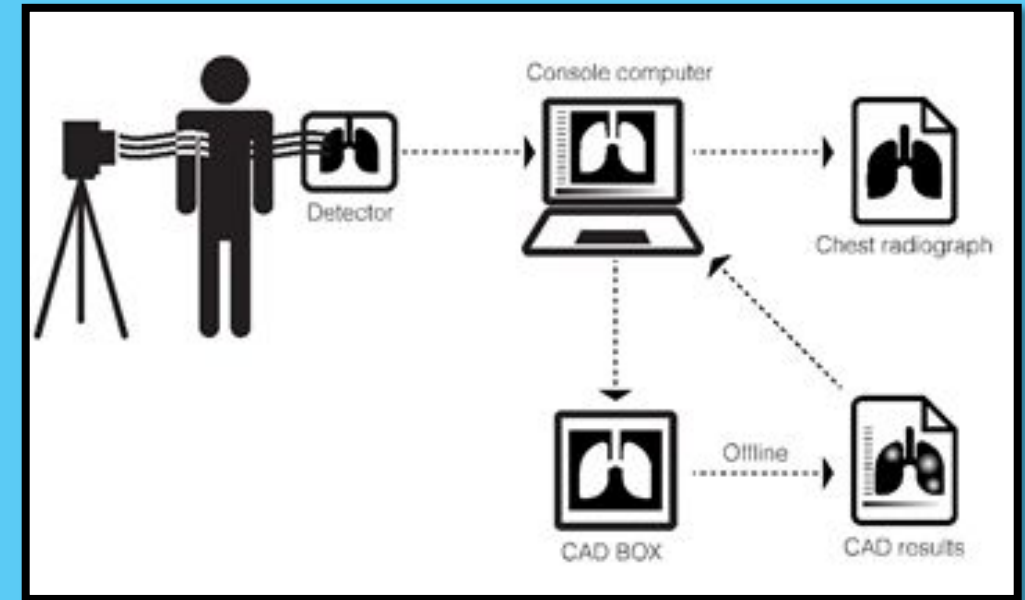 Console computer
Detector
Chest radiograph
Offline
CAD BOX
CAD results